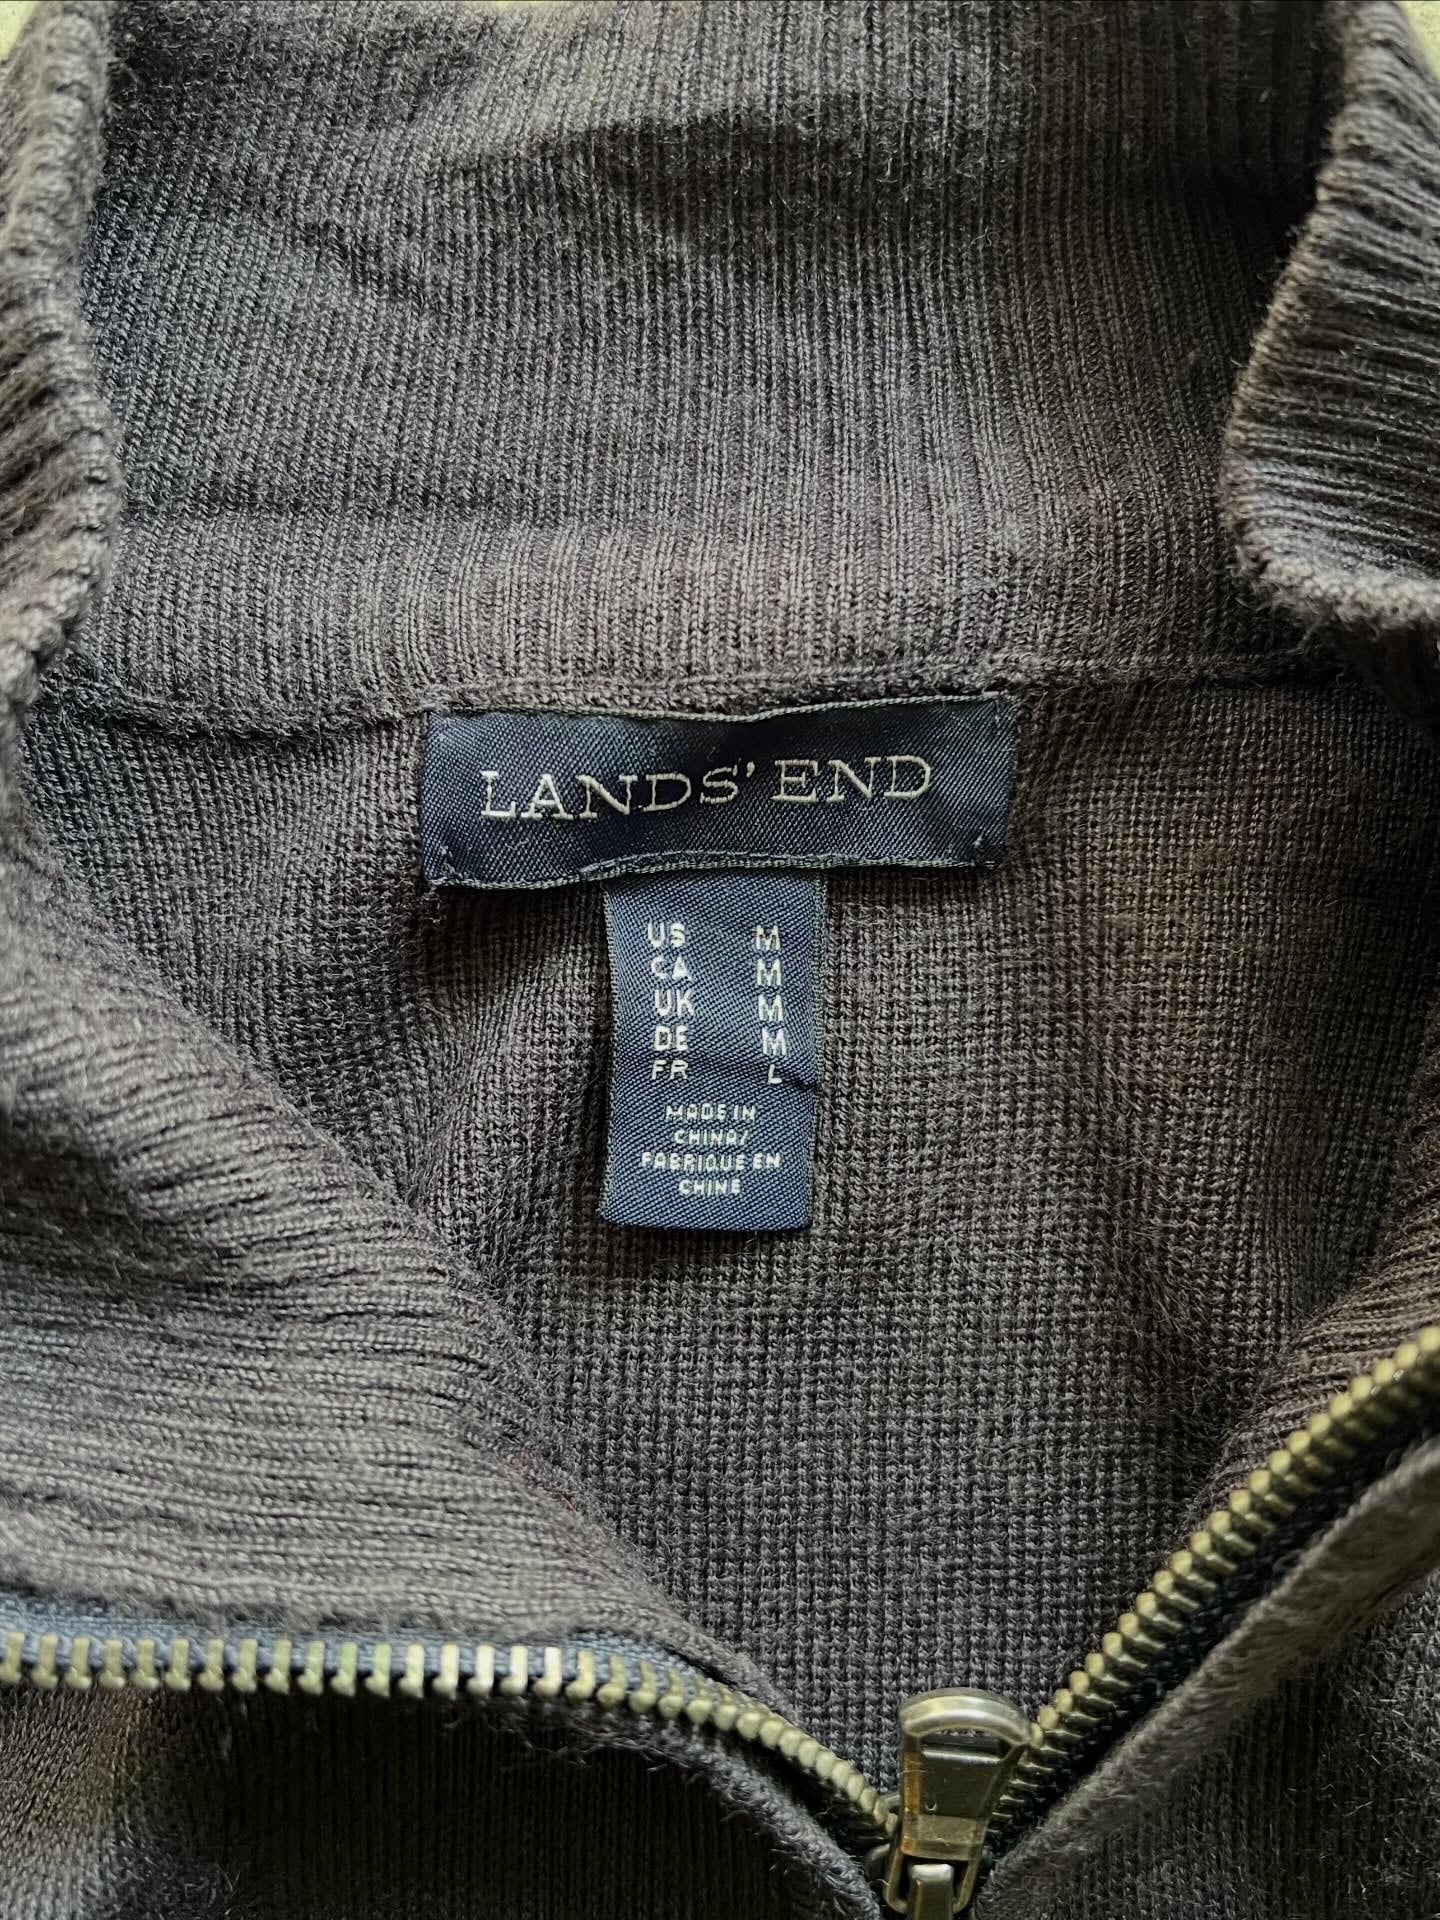 LANDS' END
US M
CA M
UK M
DE M
FR L
MADE IN
CHINA/
FABRIQUE EN
CHINE